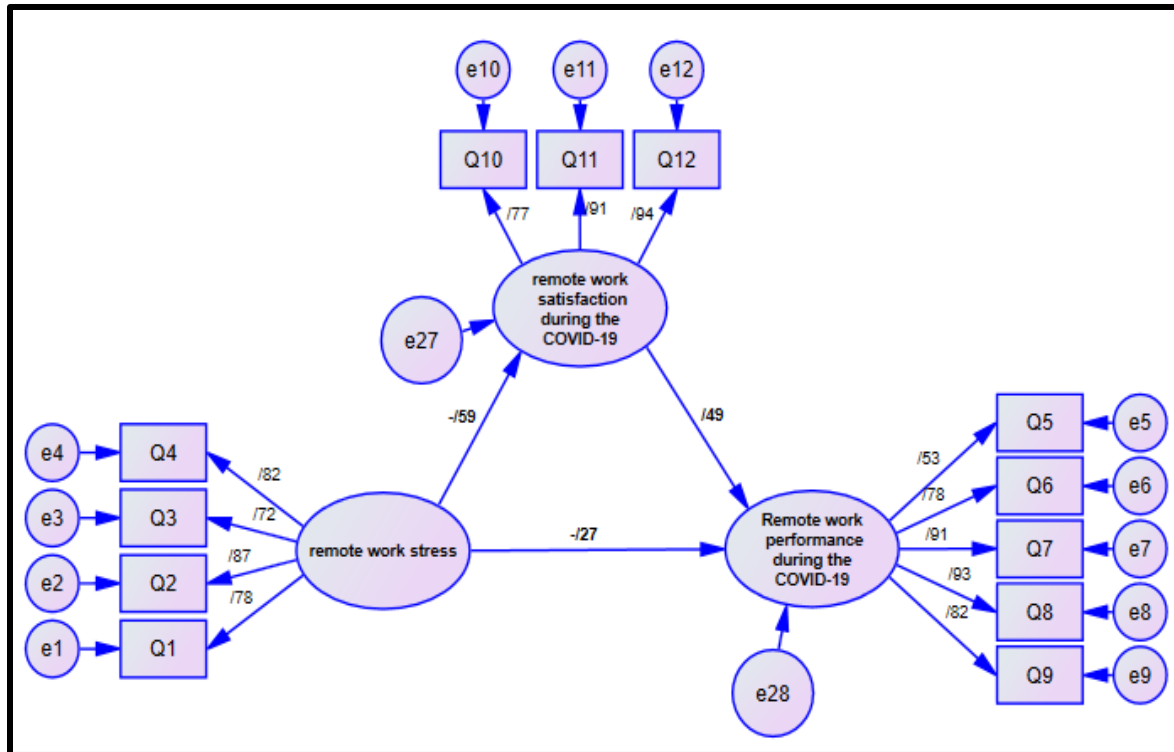 e10
e11
e12
Q10
Q11
Q12
/77
/91
/94
remote work
satisfaction
during the
COVID-19
e27
-/59
/49
e4
Q4
/82
e3
Q3
/72
e2
Q2
/87
e1
Q1
/78
remote work stress
-/27
Remote work
performance
during the
COVID-19
e28
/53
Q5
e5
/78
Q6
e6
/91
Q7
e7
/93
Q8
e8
/82
Q9
e9